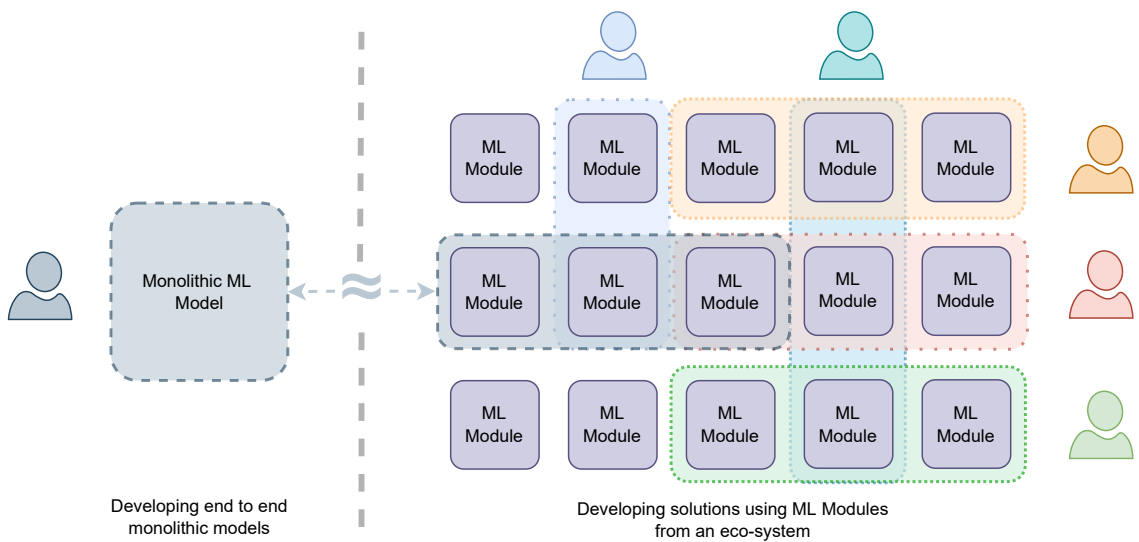 ML
Module
ML
Module
ML
Module
ML
Module
ML
Module
Monolithic ML
Model
≈
ML
Module
ML
Module
ML
Module
ML
Module
ML
Module
ML
Module
ML
Module
ML
Module
ML
Module
ML
Module
Developing end to end
monolithic models
Developing solutions using ML Modules
from an eco-system